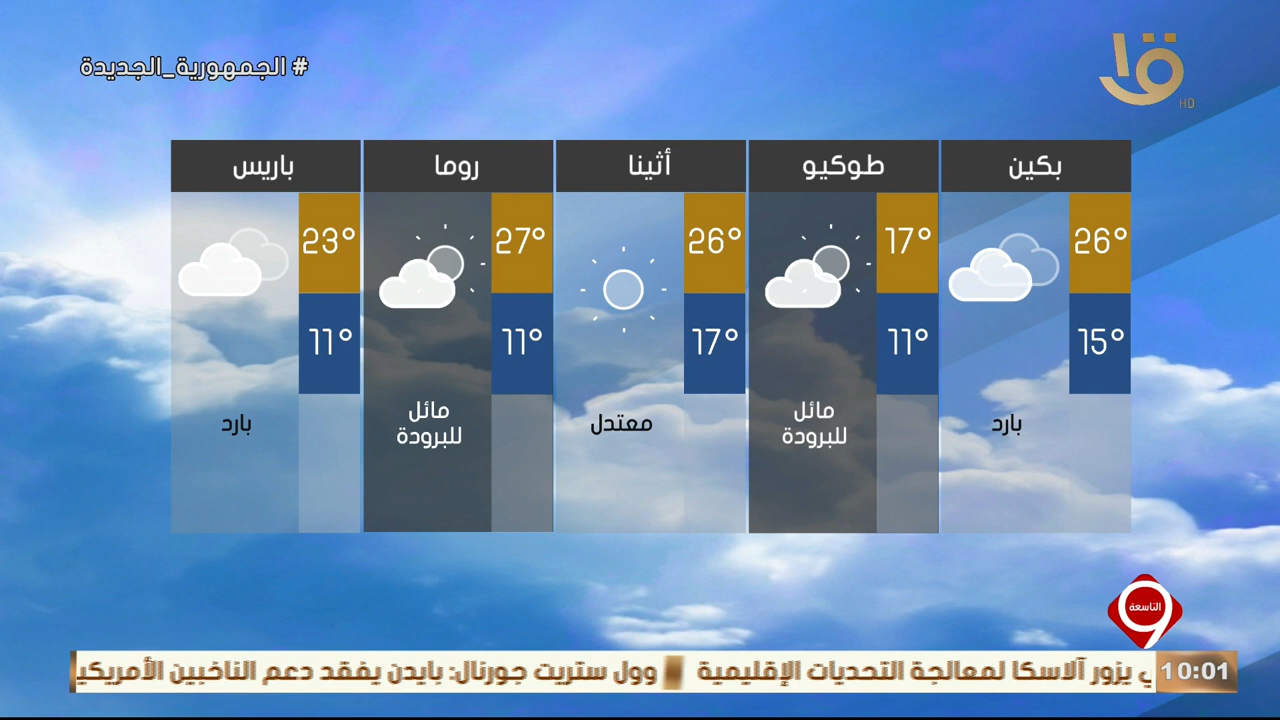 #الجمهورية_الجديدة
HD
بكين
26°
15°
بارد
طوكيو
17°
11°
مائل
للبرودة
أثينا
26°
17°
معتدل
روما
27°
11°
مائل
للبرودة
باريس
23°
11°
بارد
التاسعة
9
10:01
ي يزور آلاسكا لمعالجة التحديات الإقليمية
وول ستريت جورنال: بايدن يفقد دعم الناخبين الأمريكي